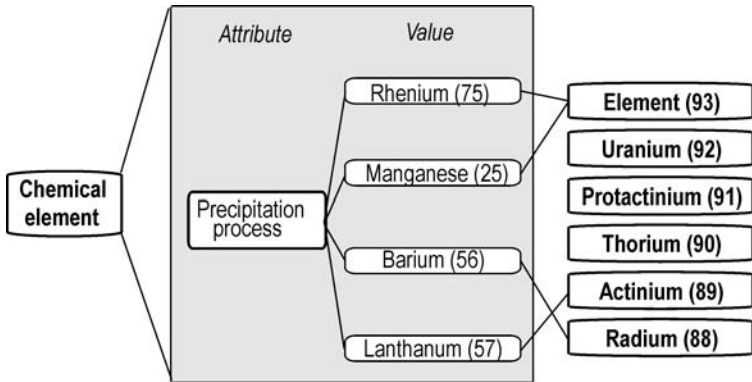 Attribute
Value
Rhenium (75)
Element (93)
Uranium (92)
Manganese (25)
Chemical
element
Protactinium (91)
Precipitation
process
Thorium (90)
Barium (56)
Actinium (89)
Lanthanum (57)
Radium (88)